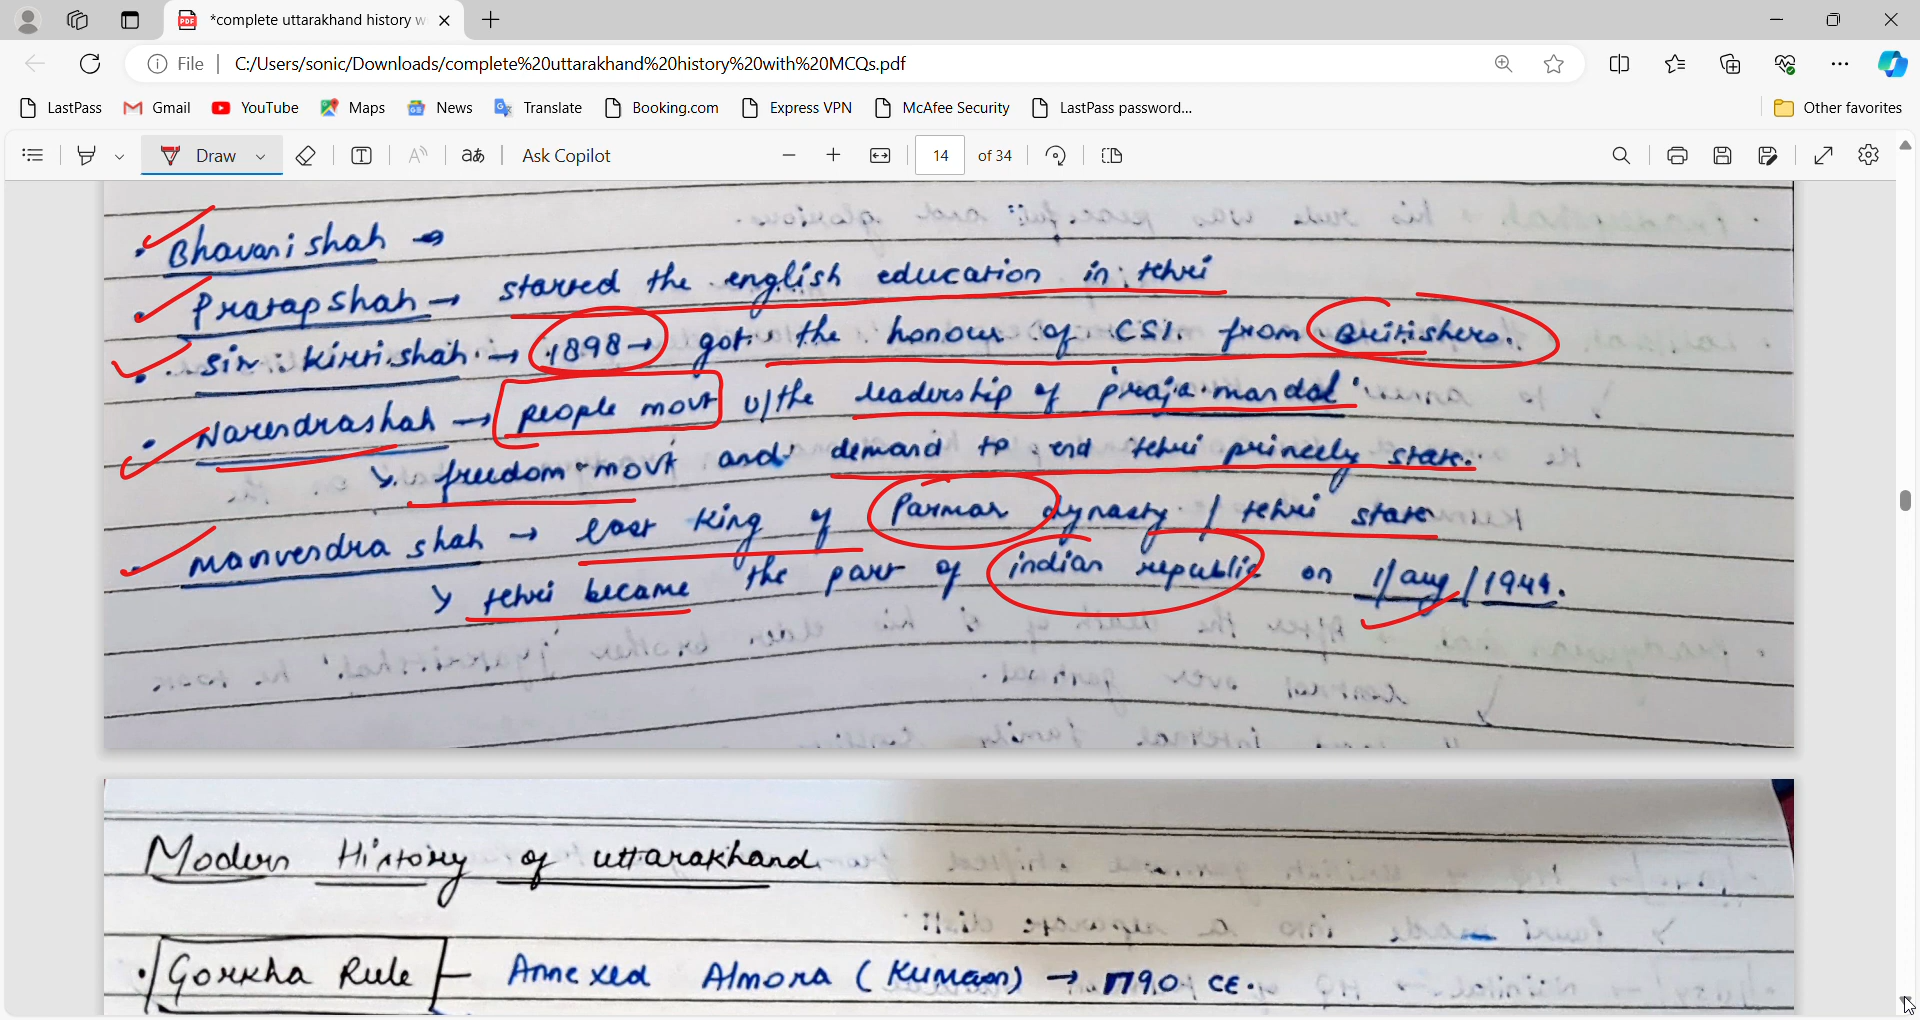 *complete uttarakhand history w
File C:/Users/sonic/Downloads/complete%20uttarakhand%20history%20with%20MCQs.pdf
LastPass Gmail YouTube Maps News Translate Booking.com Express VPN McAfee Security LastPass password... Other favorites
Draw Ask Copilot 14 of 34
• Bhavani shah →
• Pratap shah → started the english education in tehri
• Sir Kirti shah → 1898 → got the honour of CSI from Britishers.
• Narendrashah → people movt u/the leadership of 'praja mandal'
↘ freedom movt and demand to end tehri princely state.
• manvendra shah → last king of Parmar dynasty / tehri state
↘ tehri became the part of indian republic on 1/aug/1949.
Modern History of uttarakhand
• Gorkha Rule - Annexed Almora (Kumaon) → 1790 CE.